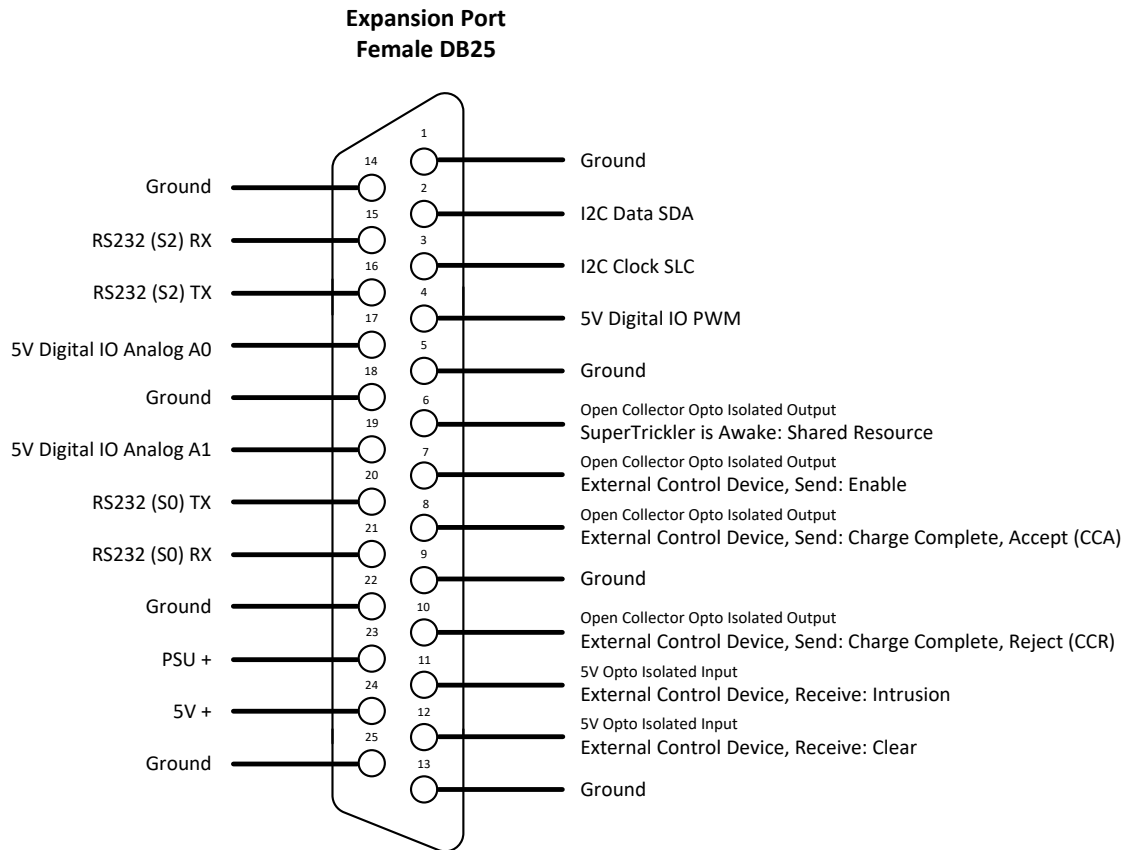 Expansion Port
Female DB25
1
Ground
14
Ground
2
I2C Data SDA
15
RS232 (S2) RX
3
I2C Clock SLC
16
RS232 (S2) TX
4
5V Digital IO PWM
17
5V Digital IO Analog A0
5
Ground
18
Ground
6
Open Collector Opto Isolated Output
SuperTrickler is Awake: Shared Resource
19
5V Digital IO Analog A1
7
Open Collector Opto Isolated Output
External Control Device, Send: Enable
20
RS232 (S0) TX
8
Open Collector Opto Isolated Output
External Control Device, Send: Charge Complete, Accept (CCA)
21
RS232 (S0) RX
9
Ground
22
Ground
10
Open Collector Opto Isolated Output
External Control Device, Send: Charge Complete, Reject (CCR)
23
PSU +
11
5V Opto Isolated Input
External Control Device, Receive: Intrusion
24
5V +
12
5V Opto Isolated Input
External Control Device, Receive: Clear
25
Ground
13
Ground